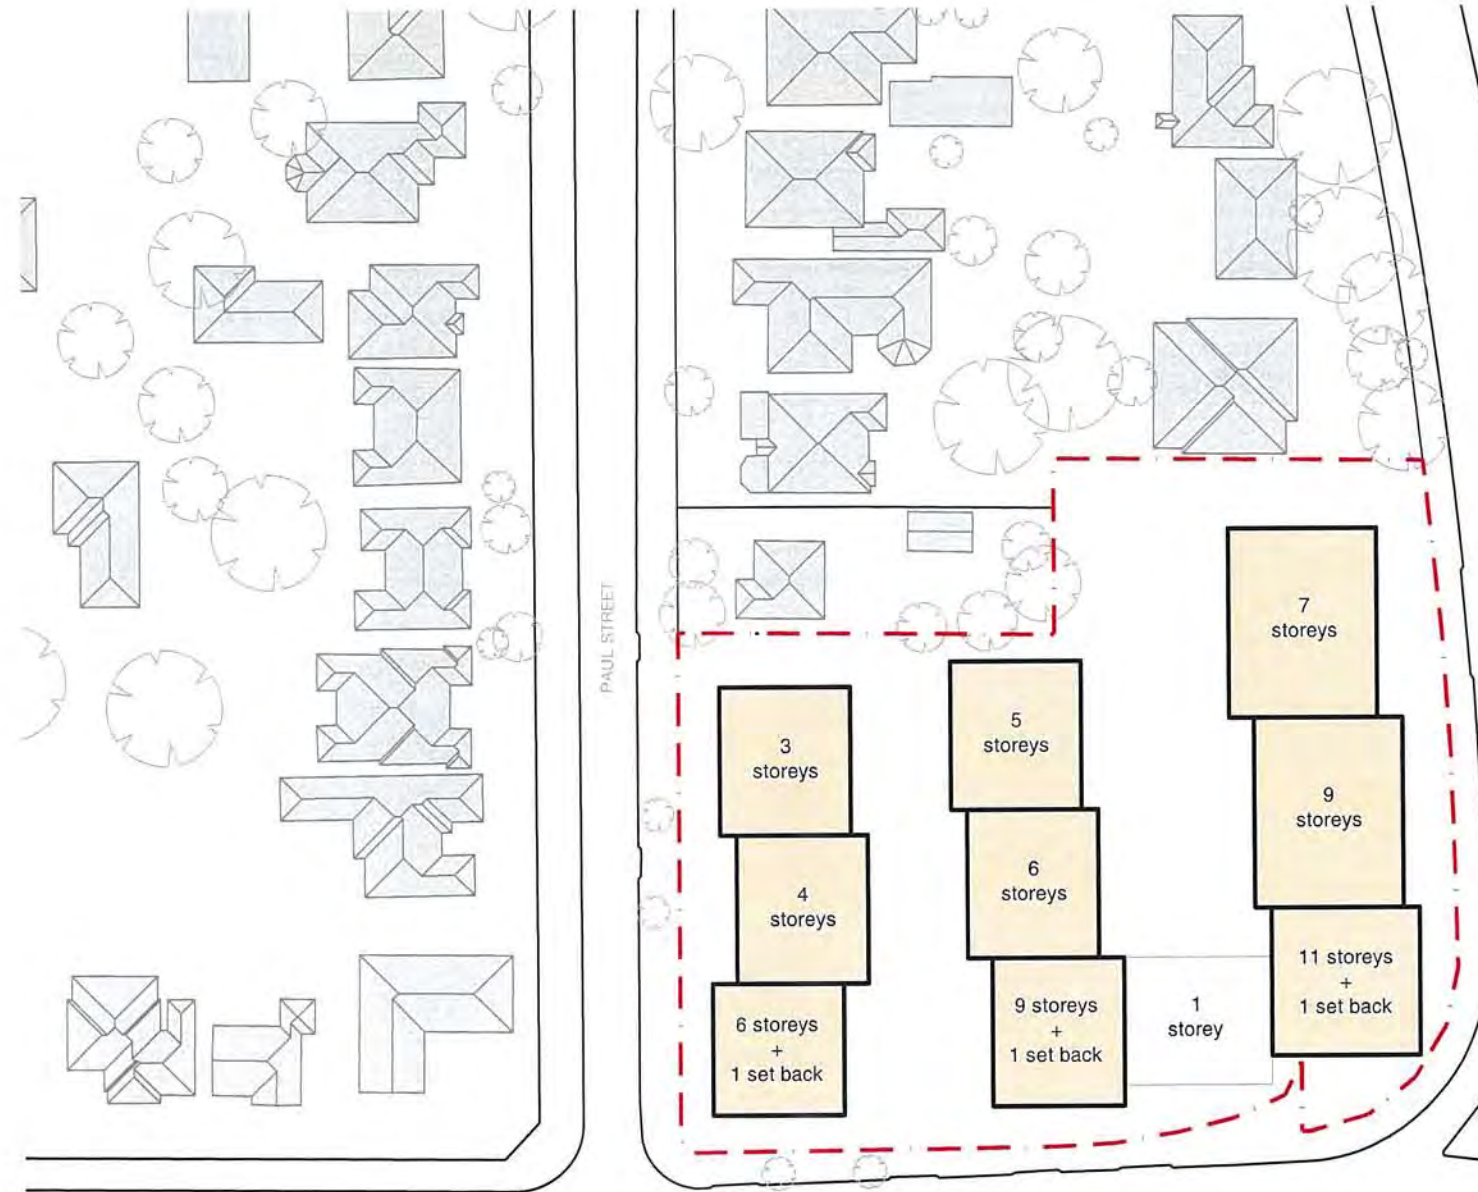 PAUL STREET
7
storeys
3
storeys
5
storeys
9
storeys
4
storeys
6
storeys
6 storeys
+
1 set back
9 storeys
+
1 set back
1
storey
11 storeys
+
1 set back